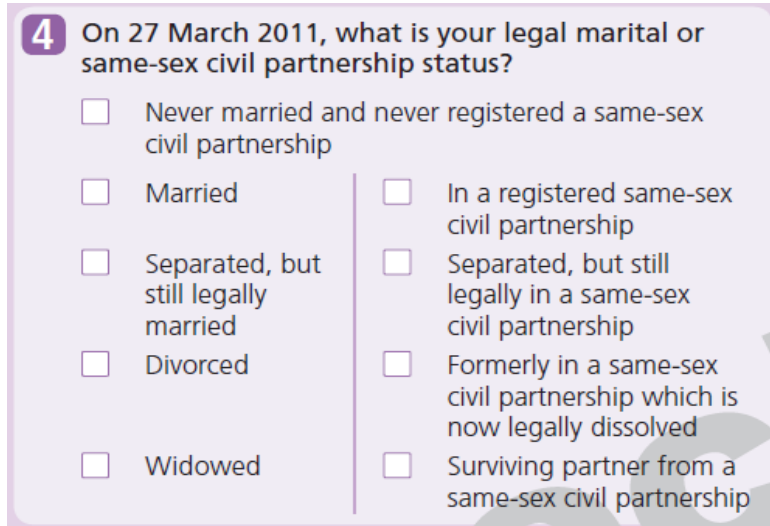 4 On 27 March 2011, what is your legal marital or
same-sex civil partnership status?
Never married and never registered a same-sex
civil partnership
Married
Separated, but
still legally
married
Divorced
Widowed
In a registered same-sex
civil partnership
Separated, but still
legally in a same-sex
civil partnership
Formerly in a same-sex
civil partnership which is
now legally dissolved
Surviving partner from a
same-sex civil partnership